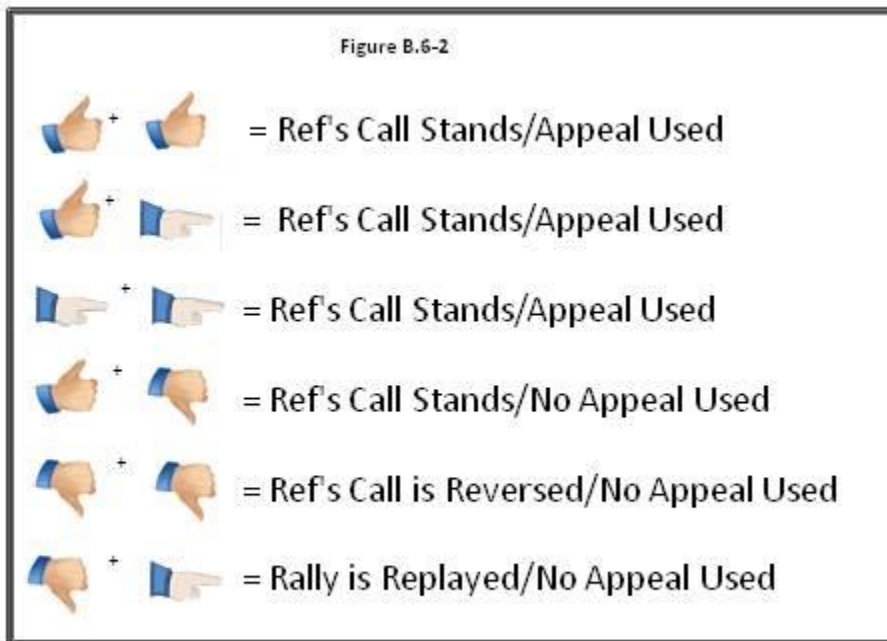 Figure B.6-2
+ = Ref's Call Stands/Appeal Used
+ = Ref's Call Stands/Appeal Used
+ = Ref's Call Stands/Appeal Used
+ = Ref's Call Stands/No Appeal Used
+ = Ref's Call is Reversed/No Appeal Used
+ = Rally is Replayed/No Appeal Used